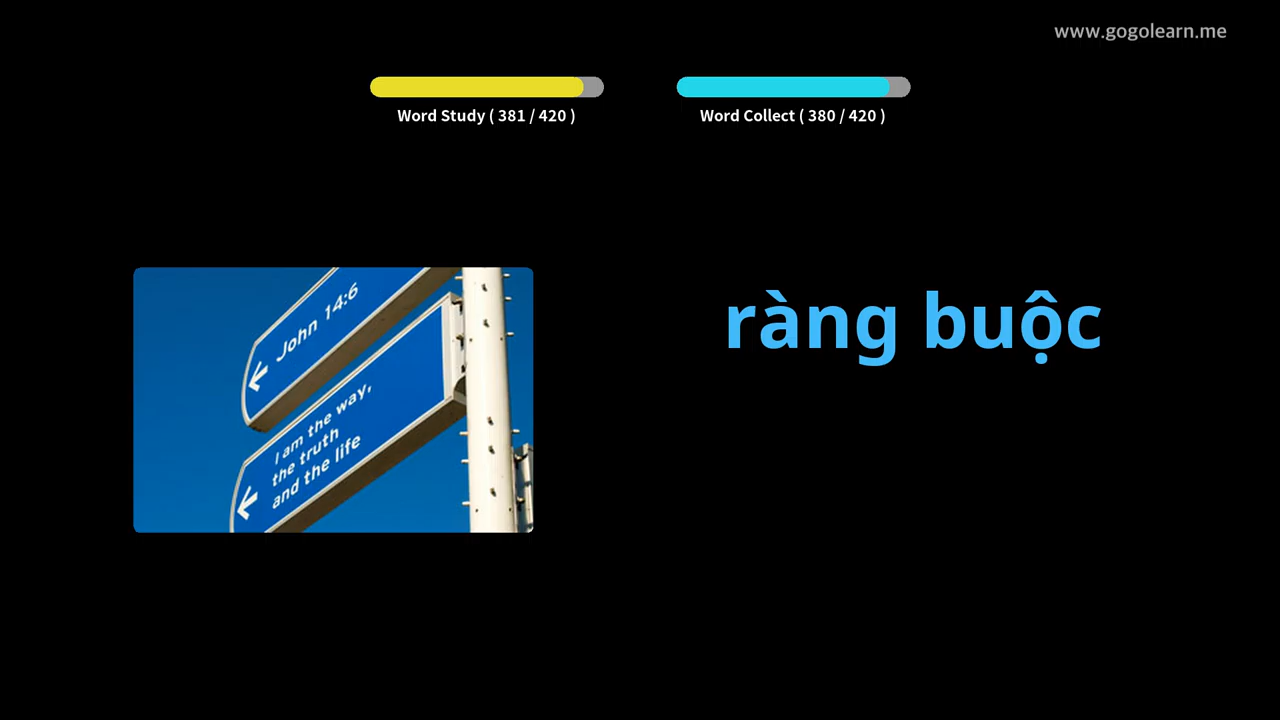 www.gogolearn.me
Word Study ( 381 / 420 )
Word Collect ( 380 / 420 )
John 14:6
I am the way,
the truth
and the life
ràng buộc